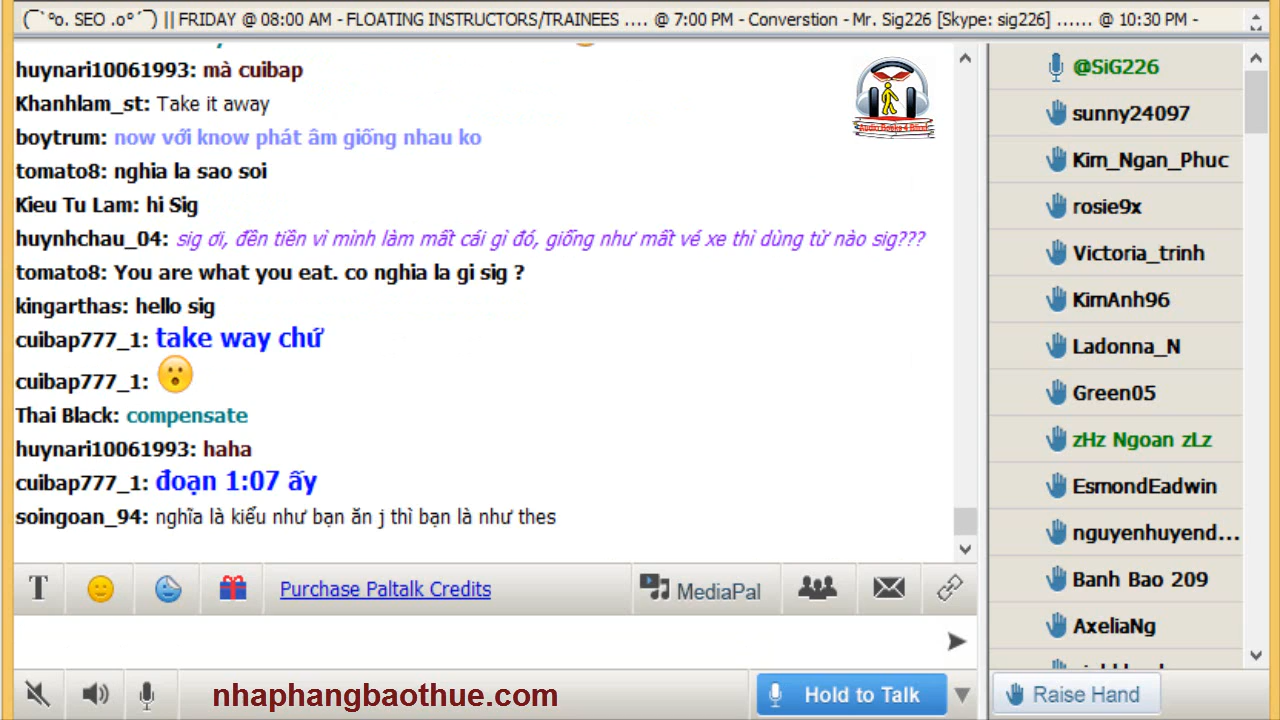 (¯`°o. SEO .o°´¯) || FRIDAY @ 08:00 AM - FLOATING INSTRUCTORS/TRAINEES .... @ 7:00 PM - Converstion - Mr. Sig226 [Skype: sig226] ...... @ 10:30 PM -
huynari10061993: mà cuibap
Khanhlam_st: Take it away
boytrum: now với know phát âm giống nhau ko
tomato8: nghia la sao soi
Kieu Tu Lam: hi Sig
huynhchau_04: sig ơi, đền tiền vì mình làm mất cái gì đó, giống như mất vé xe thì dùng từ nào sig???
tomato8: You are what you eat. co nghia la gi sig ?
kingarthas: hello sig
cuibap777_1: take way chứ
cuibap777_1:
Thai Black: compensate
huynari10061993: haha
cuibap777_1: đoạn 1:07 ấy
soingoan_94: nghĩa là kiểu như bạn ăn j thì bạn là như thes
Audio Books 4 Blind
@SiG226
sunny24097
Kim_Ngan_Phuc
rosie9x
Victoria_trinh
KimAnh96
Ladonna_N
Green05
zHz Ngoan zLz
EsmondEadwin
nguyenhuyend...
Banh Bao 209
AxeliaNg
T
Purchase Paltalk Credits
MediaPal
nhaphangbaothue.com
Hold to Talk
Raise Hand